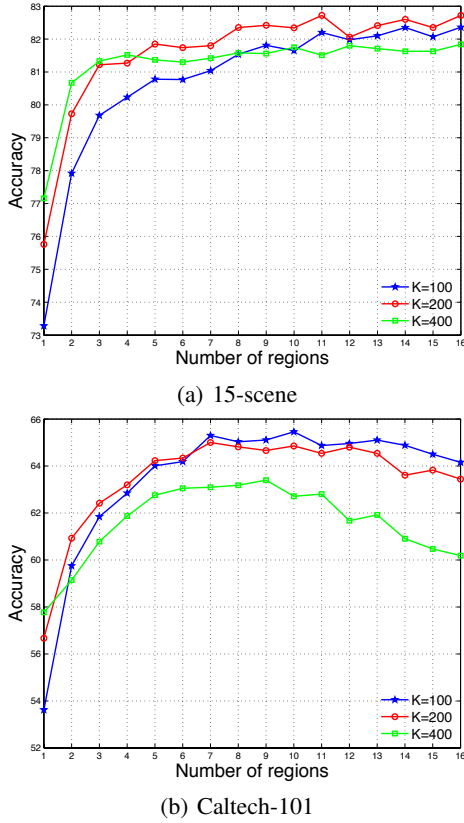 83
82
81
80
79
78
77
76
75
74
73
Accuracy
K=100
K=200
K=400
1 2 3 4 5 6 7 8 9 10 11 12 13 14 15 16
Number of regions
(a) 15-scene
66
64
62
60
58
56
54
52
Accuracy
K=100
K=200
K=400
1 2 3 4 5 6 7 8 9 10 11 12 13 14 15 16
Number of regions
(b) Caltech-101